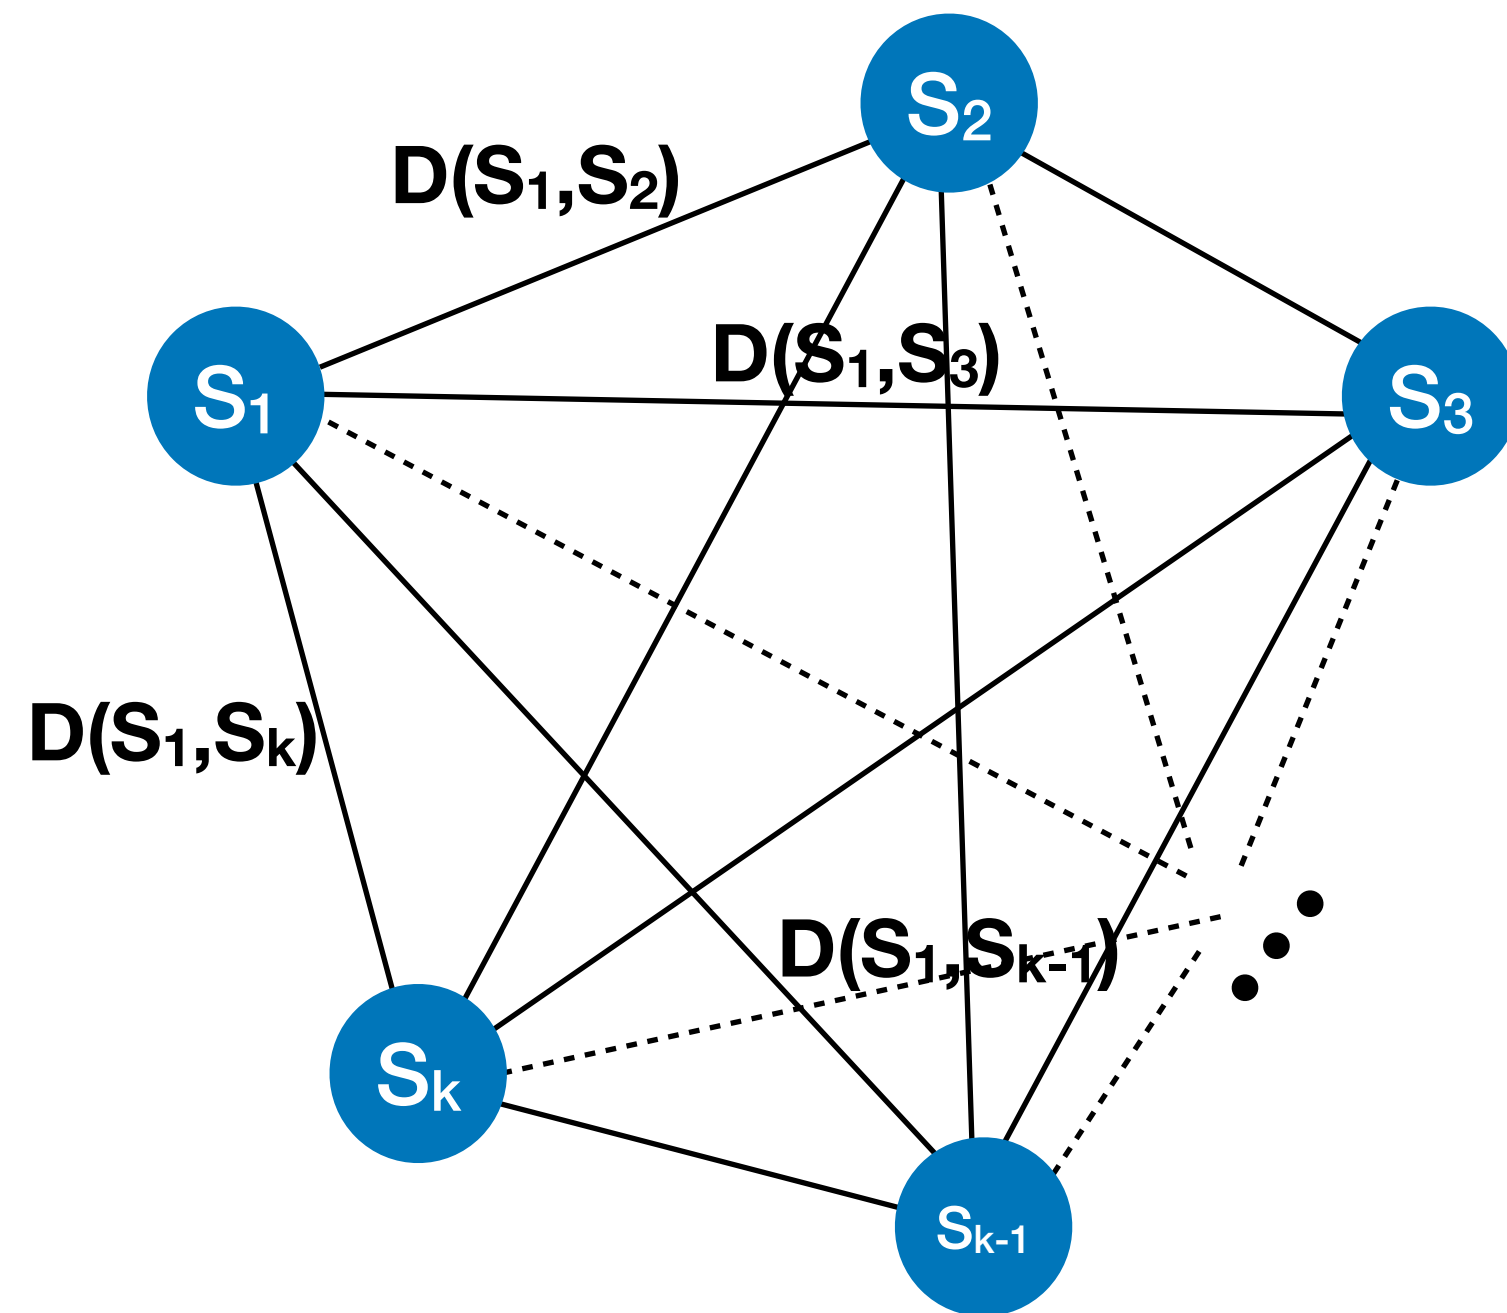 S₂
D(S₁,S₂)
D(S₁,S₃)
S₁
S₃
D(S₁,Sₖ)
D(S₁,Sₖ₋₁)
Sₖ
Sₖ₋₁